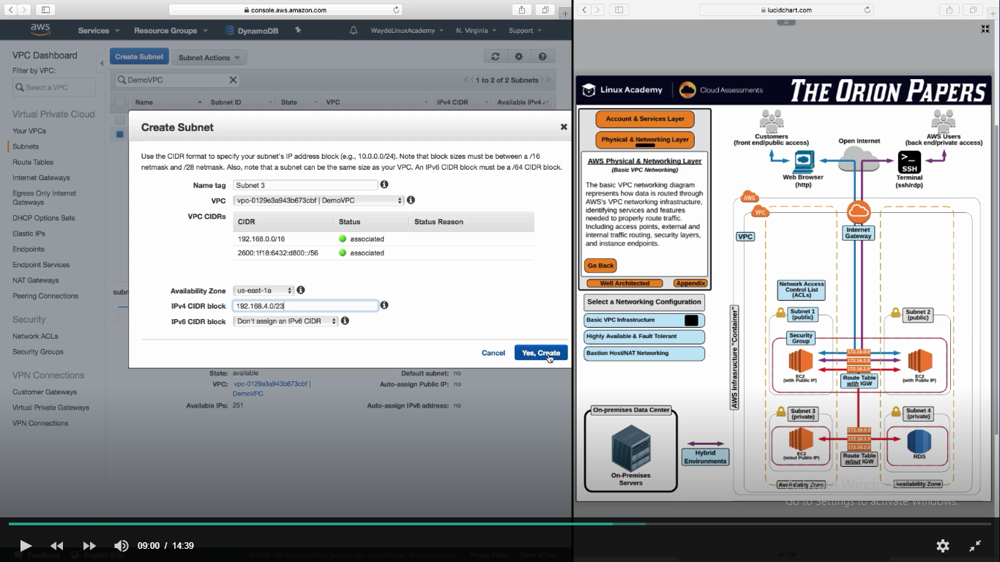 console.aws.amazon.com
aws
Services
Resource Groups
DynamoDB
WaydeLinuxAcademy
N. Virginia
Support
VPC Dashboard
Filter by VPC:
Select a VPC
Virtual Private Cloud
Your VPCs
Subnets
Route Tables
Internet Gateways
Egress Only Internet
Gateways
DHCP Options Sets
Elastic IPs
Endpoints
Endpoint Services
NAT Gateways
Peering Connections
Security
Network ACLs
Security Groups
VPN Connections
Customer Gateways
Virtual Private Gateways
VPN Connections
Create Subnet
Subnet Actions
DemoVPC
1 to 2 of 2 Subnets
Name
Subnet ID
State
VPC
IPv4 CIDR
Available IPv4
subn
Create Subnet
Use the CIDR format to specify your subnet's IP address block (e.g., 10.0.0.0/24). Note that block sizes must be between a /16
netmask and /28 netmask. Also, note that a subnet can be the same size as your VPC. An IPv6 CIDR block must be a /64 CIDR block.
Name tag
Subnet 3
VPC
vpc-0129e3a943b673cbf | DemoVPC
VPC CIDRs
CIDR
Status
Status Reason
192.168.0.0/16
associated
2600:1f18:6432:d800::/56
associated
Availability Zone
us-east-1a
IPv4 CIDR block
192.168.4.0/23
IPv6 CIDR block
Don't assign an IPv6 CIDR
Cancel
Yes, Create
State: available
VPC: vpc-0129e3a943b673cbf |
DemoVPC
Available IPs: 251
Default subnet: no
Auto-assign Public IP: no
Auto-assign IPv6 address: no
Feedback
English (US)
Privacy Policy
Terms of Use
09:00 / 14:39
lucidchart.com
Linux Academy
Cloud Assessments
THE ORION PAPERS
Account & Services Layer
Physical & Networking Layer
AWS Physical & Networking Layer
(Basic VPC Networking)
The basic VPC networking diagram
represents how data is routed through
AWS's VPC networking infrastructure,
identifying services and features
needed to properly route traffic.
Including access points, external and
internal traffic routing, security layers,
and instance endpoints.
Go Back
Well Architected
Appendix
Select a Networking Configuration
Basic VPC Infrastructure
Highly Available & Fault Tolerant
Bastion Host/NAT Networking
On-premises Data Center
On-Premises
Servers
Hybrid
Environments
Customers
(front end/public access)
Open Internet
AWS Users
(back end/private access)
Web Browser
(http)
>_
SSH
Terminal
(ssh/rdp)
AWS
VPC
VPC
Internet
Gateway
AWS Infrascture "Container"
Network Access
Control List
(ACLs)
Subnet 1
(public)
Subnet 2
(public)
Security
Group
172.16.0.0
172.16.1.0
172.16.2.0
EC2
(with Public IP)
Route Table
with IGW
EC2
(with Public IP)
Subnet 3
(private)
Subnet 4
(private)
172.16.0.0
172.16.1.0
172.16.2.0
EC2
(w/out Public IP)
Route Table
w/out IGW
RDS
Availability Zone
Availability Zone
Go to Settings to activate Windows.